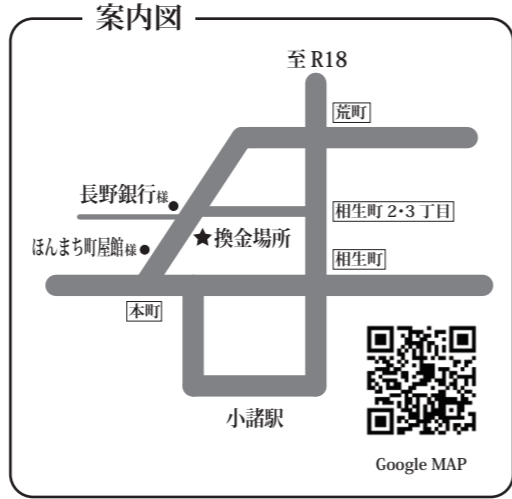 案内図
至 R18
荒町
長野銀行様
相生町 2・3 丁目
ほんまち町屋館様
★換金場所
相生町
本町
小諸駅
Google MAP